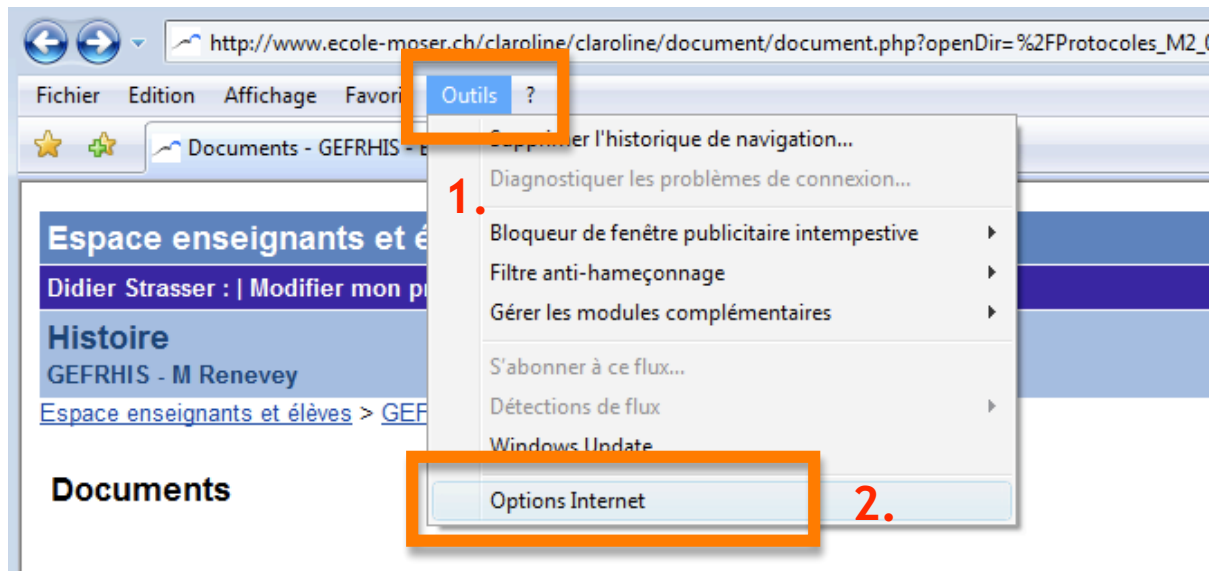 http://www.ecole-moser.ch/claroline/claroline/document/document.php?openDir=%2FProtocoles_M2_
Fichier Edition Affichage Favori Outils ?
Documents - GEFRHIS -
Supprimer l'historique de navigation...
Diagnostiquer les problèmes de connexion...
1.
Bloqueur de fenêtre publicitaire intempestive
Filtre anti-hameçonnage
Gérer les modules complémentaires
S'abonner à ce flux...
Détections de flux
Windows Update
Options Internet
2.
Espace enseignants et é
Didier Strasser : | Modifier mon p
Histoire
GEFRHIS - M Renevey
Espace enseignants et élèves > GEF
Documents